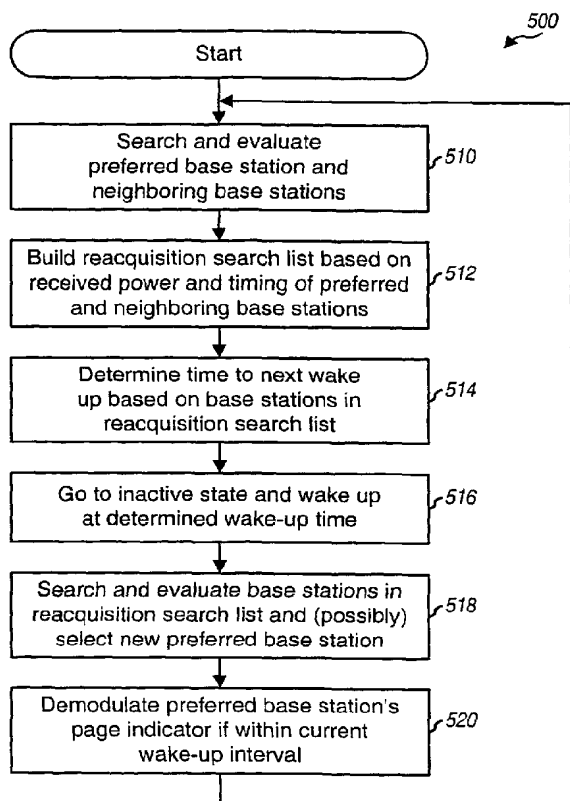 500
Start
Search and evaluate
preferred base station and
neighboring base stations
510
Build reacquisition search list based on
received power and timing of preferred
and neighboring base stations
512
Determine time to next wake
up based on base stations in
reacquisition search list
514
Go to inactive state and wake up
at determined wake-up time
516
Search and evaluate base stations in
reacquisition search list and (possibly)
select new preferred base station
518
Demodulate preferred base station's
page indicator if within current
wake-up interval
520